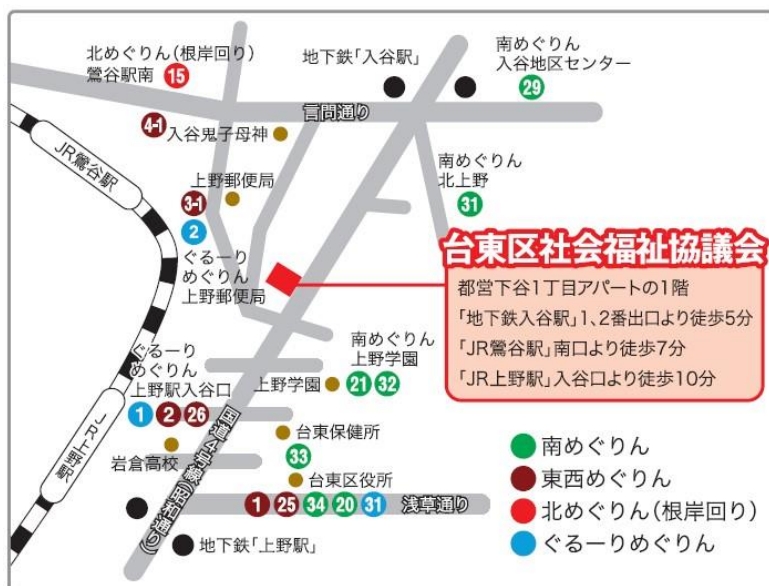 北めぐりん(根岸回り)
鶯谷駅南 15
地下鉄「入谷駅」
南めぐりん
入谷地区センター
29
言問通り
4-1
入谷鬼子母神
JR鶯谷駅
上野郵便局
3-1
2
ぐるーり
めぐりん
上野郵便局
南めぐりん
北上野
31
台東区社会福祉協議会
都営下谷1丁目アパートの1階
「地下鉄入谷駅」1、2番出口より徒歩5分
「JR鶯谷駅」南口より徒歩7分
「JR上野駅」入谷口より徒歩10分
ぐるーり
めぐりん
上野駅入谷口
1 2 26
南めぐりん
上野学園
上野学園 21 32
岩倉高校
国道4号線(昭和通り)
台東保健所
33
台東区役所
1 25 34 20 31 浅草通り
JR上野駅
地下鉄「上野駅」
南めぐりん
東西めぐりん
北めぐりん(根岸回り)
ぐるーりめぐりん